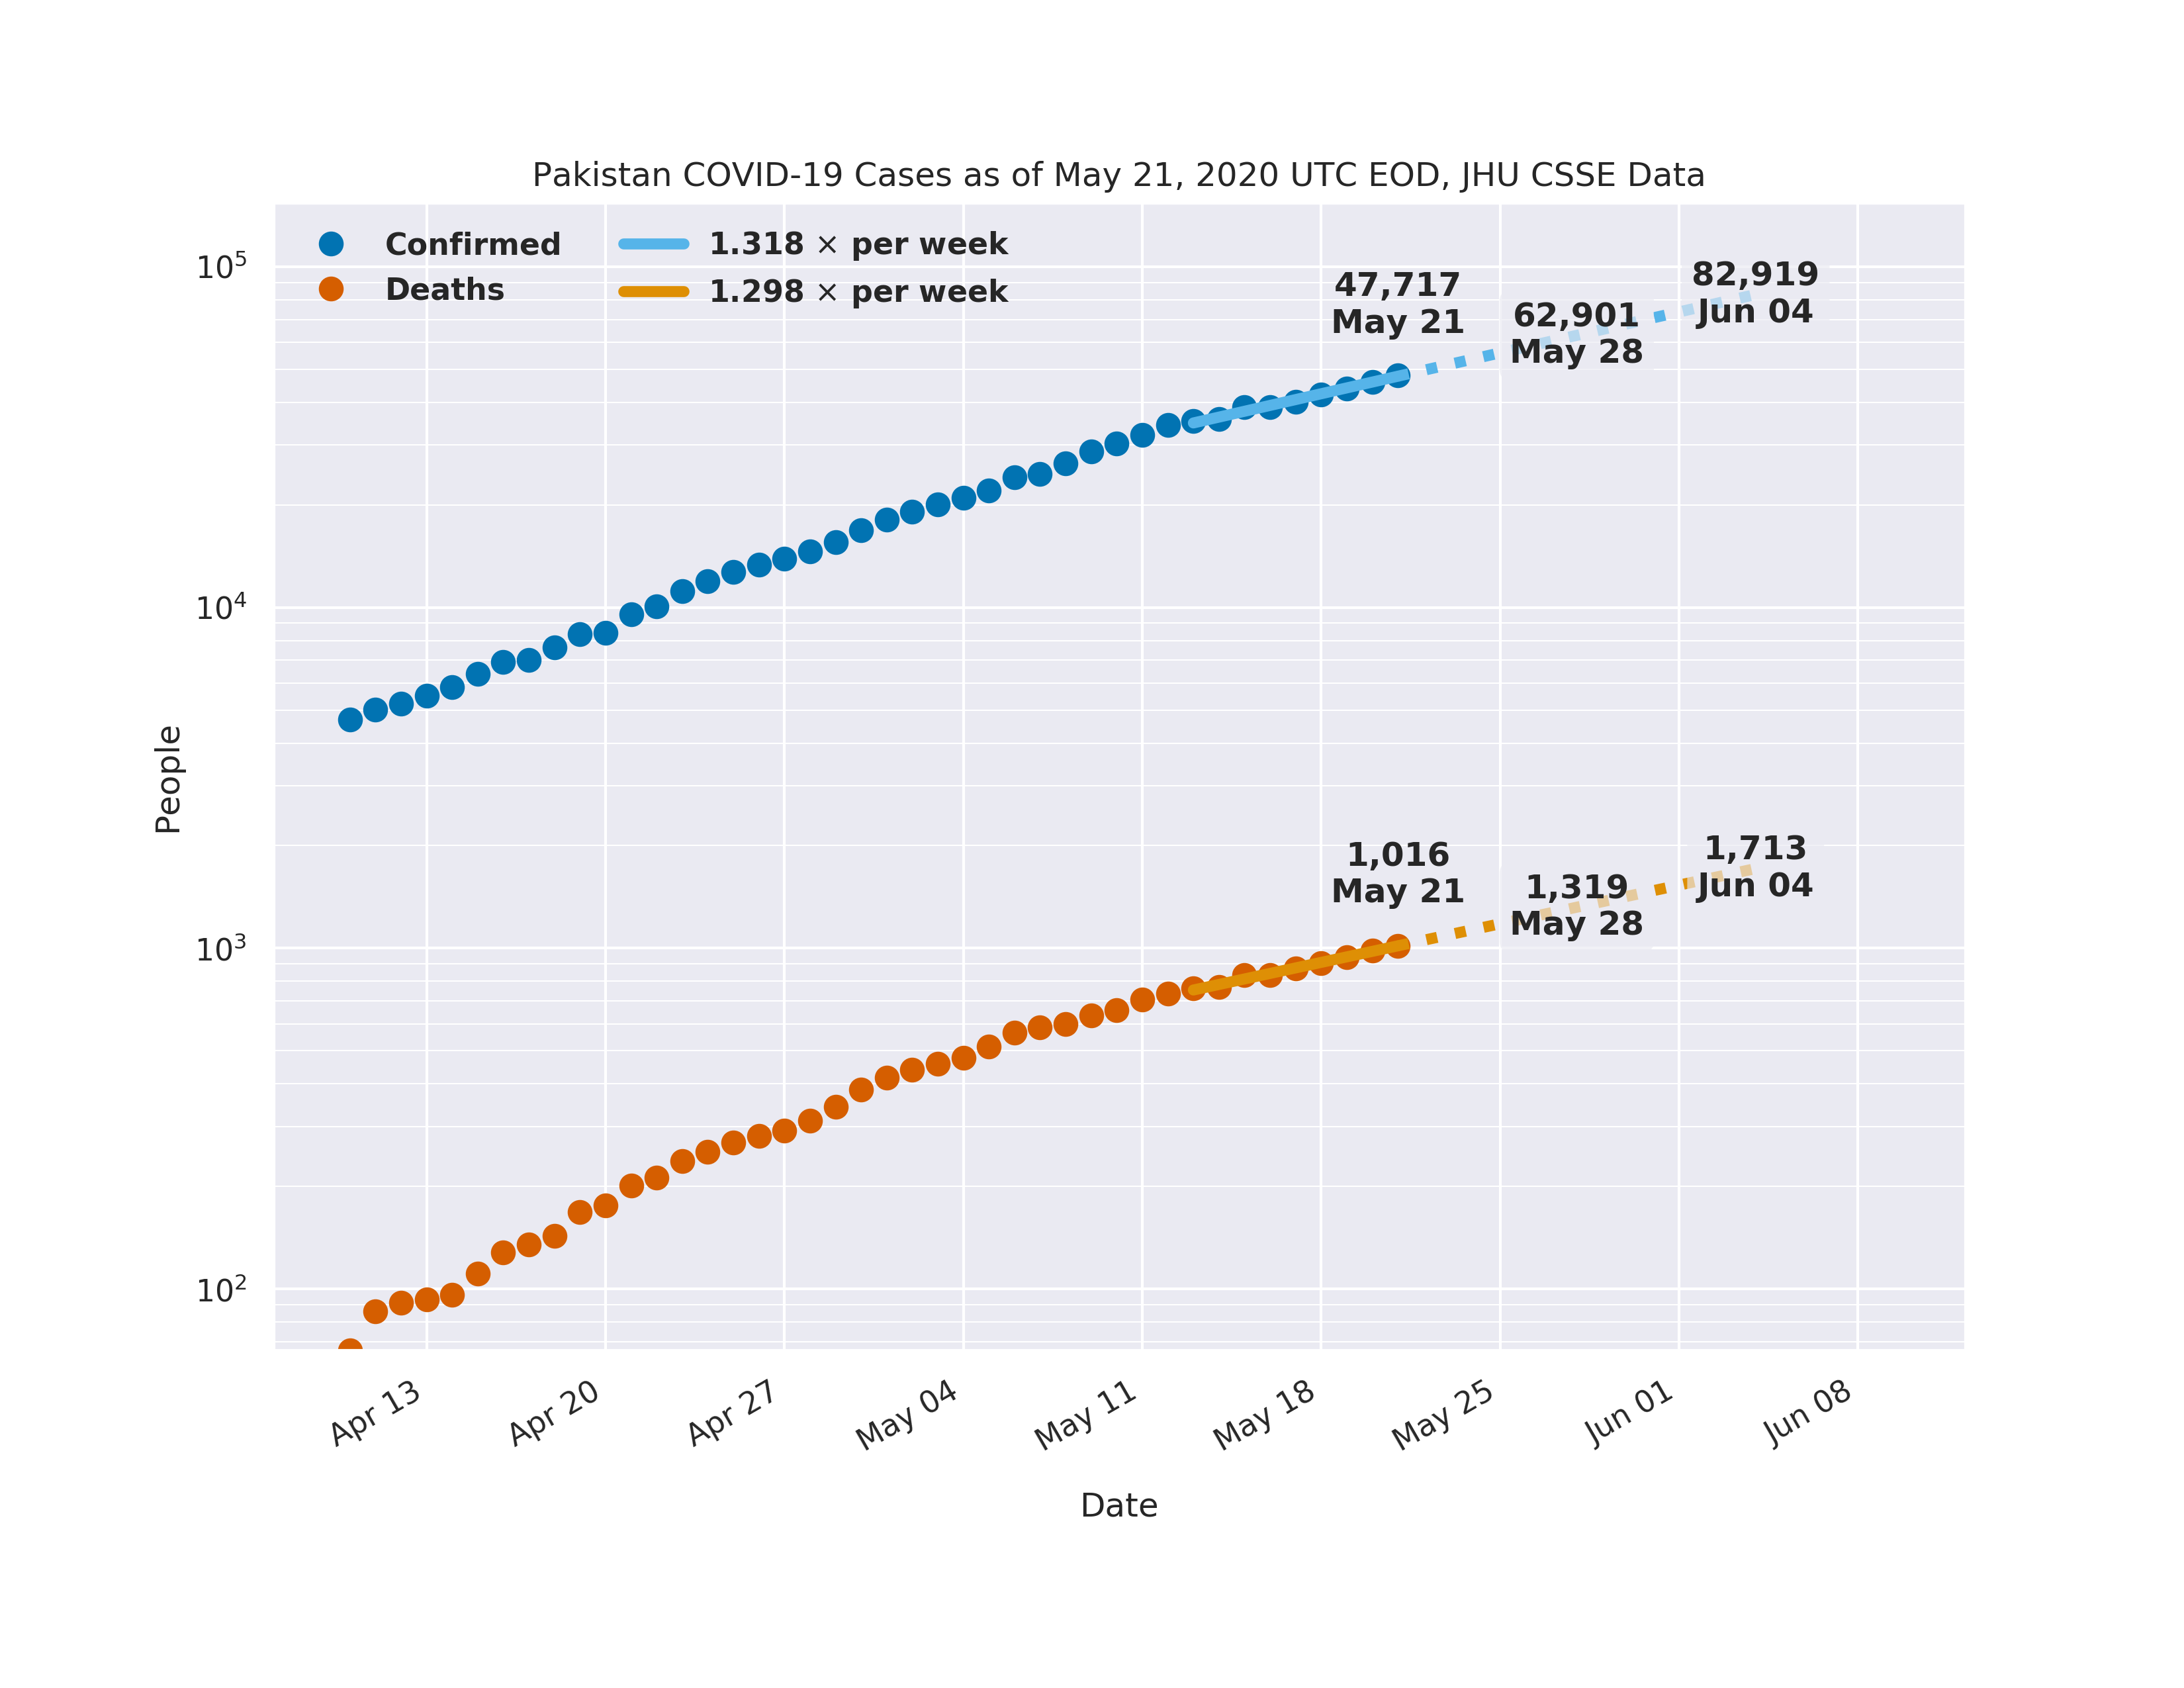 Pakistan COVID-19 Cases as of May 21, 2020 UTC EOD, JHU CSSE Data
Confirmed
Deaths
1.318 × per week
1.298 × per week
47,717
May 21
62,901
May 28
82,919
Jun 04
1,016
May 21
1,319
May 28
1,713
Jun 04
10⁵
10⁴
10³
10²
People
Apr 13
Apr 20
Apr 27
May 04
May 11
May 18
May 25
Jun 01
Jun 08
Date